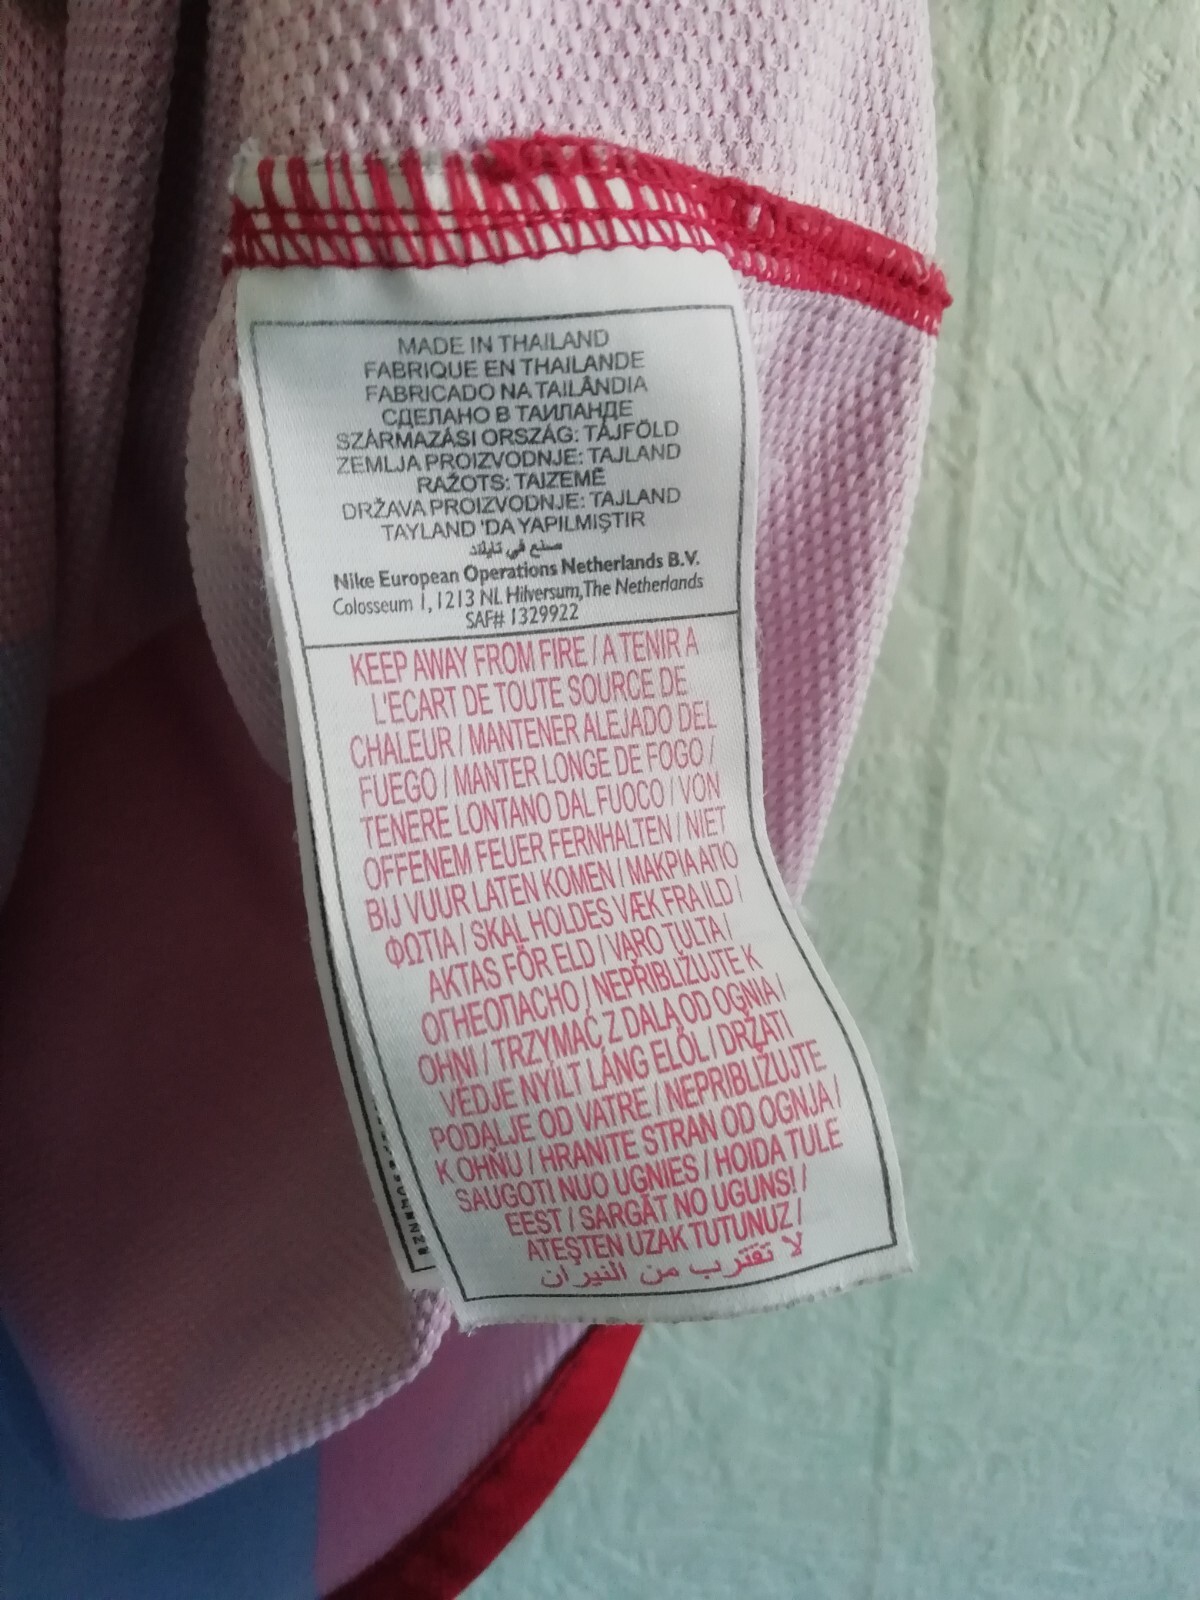 MADE IN THAILAND
FABRIQUE EN THAILANDE
FABRICADO NA TAILÂNDIA
СДЕЛАНО В ТАИЛАНДЕ
SZÁRMAZÁSI ORSZÁG: TÁJFÖLD
ZEMLJA PROIZVODNJE: TAJLAND
RAŽOTS: TAIZEMĒ
DRŽAVA PROIZVODNJE: TAJLAND
TAYLAND 'DA YAPILMIŞTIR
صنع في تايلاند
Nike European Operations Netherlands B.V.
Colosseum 1, 1213 NL Hilversum,The Netherlands
SAF# 1329922
KEEP AWAY FROM FIRE / A TENIR A
L'ECART DE TOUTE SOURCE DE
CHALEUR / MANTENER ALEJADO DEL
FUEGO / MANTER LONGE DE FOGO /
TENERE LONTANO DAL FUOCO / VON
OFFENEM FEUER FERNHALTEN / NIET
BIJ VUUR LATEN KOMEN / ΜΑΚΡΙΑ ΑΠΟ
ΦΩΤΙΑ / SKAL HOLDES VÆK FRA ILD /
AKTAS FÖR ELD / VARO TULTA /
ОГНЕОПАСНО / NEPŘIBLIŽUJTE K
OHNI / TRZYMAĆ Z DALA OD OGNIA /
VÉDJE NYÍLT LÁNG ELŐL / DRŽATI
PODALJE OD VATRE / NEPRIBLIŽUJTE
K OHŇU / HRANITE STRAN OD OGNJA /
SAUGOTI NUO UGNIES / HOIDA TULE
EEST / SARGĀT NO UGUNS! /
ATEŞTEN UZAK TUTUNUZ /
لا تقترب من النيران